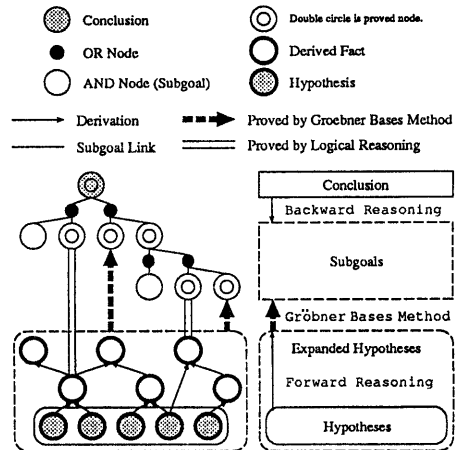 Conclusion
Double circle is proved node.
OR Node
Derived Fact
AND Node (Subgoal)
Hypothesis
Derivation
Proved by Groebner Bases Method
Subgoal Link
Proved by Logical Reasoning
Conclusion
Backward Reasoning
Subgoals
Gröbner Bases Method
Expanded Hypotheses
Forward Reasoning
Hypotheses